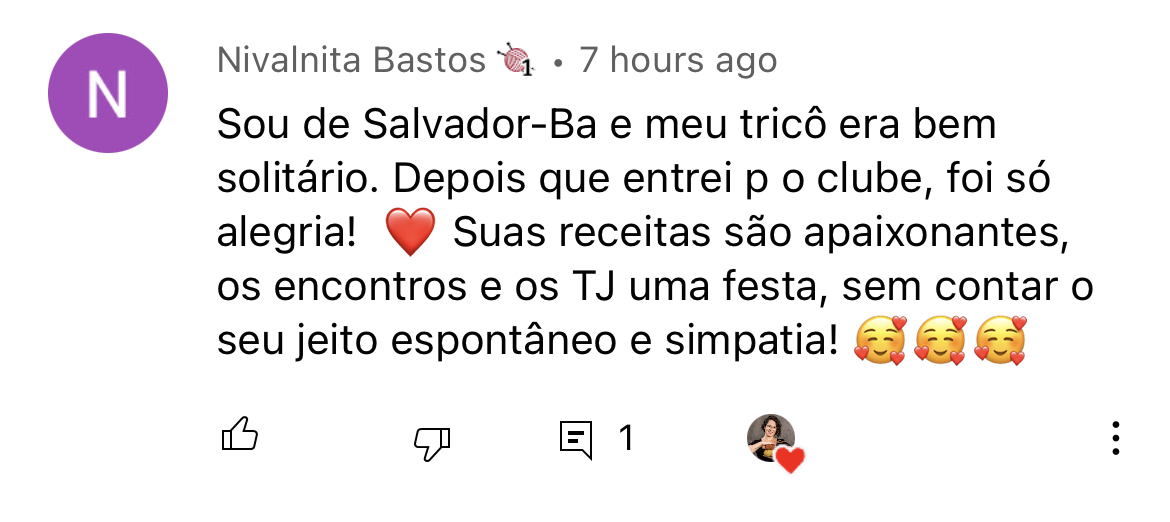 N
Nivalnita Bastos 🧶1 • 7 hours ago
Sou de Salvador-Ba e meu tricô era bem
solitário. Depois que entrei p o clube, foi só
alegria! ❤️ Suas receitas são apaixonantes,
os encontros e os TJ uma festa, sem contar o
seu jeito espontâneo e simpatia! 🥰🥰🥰
1